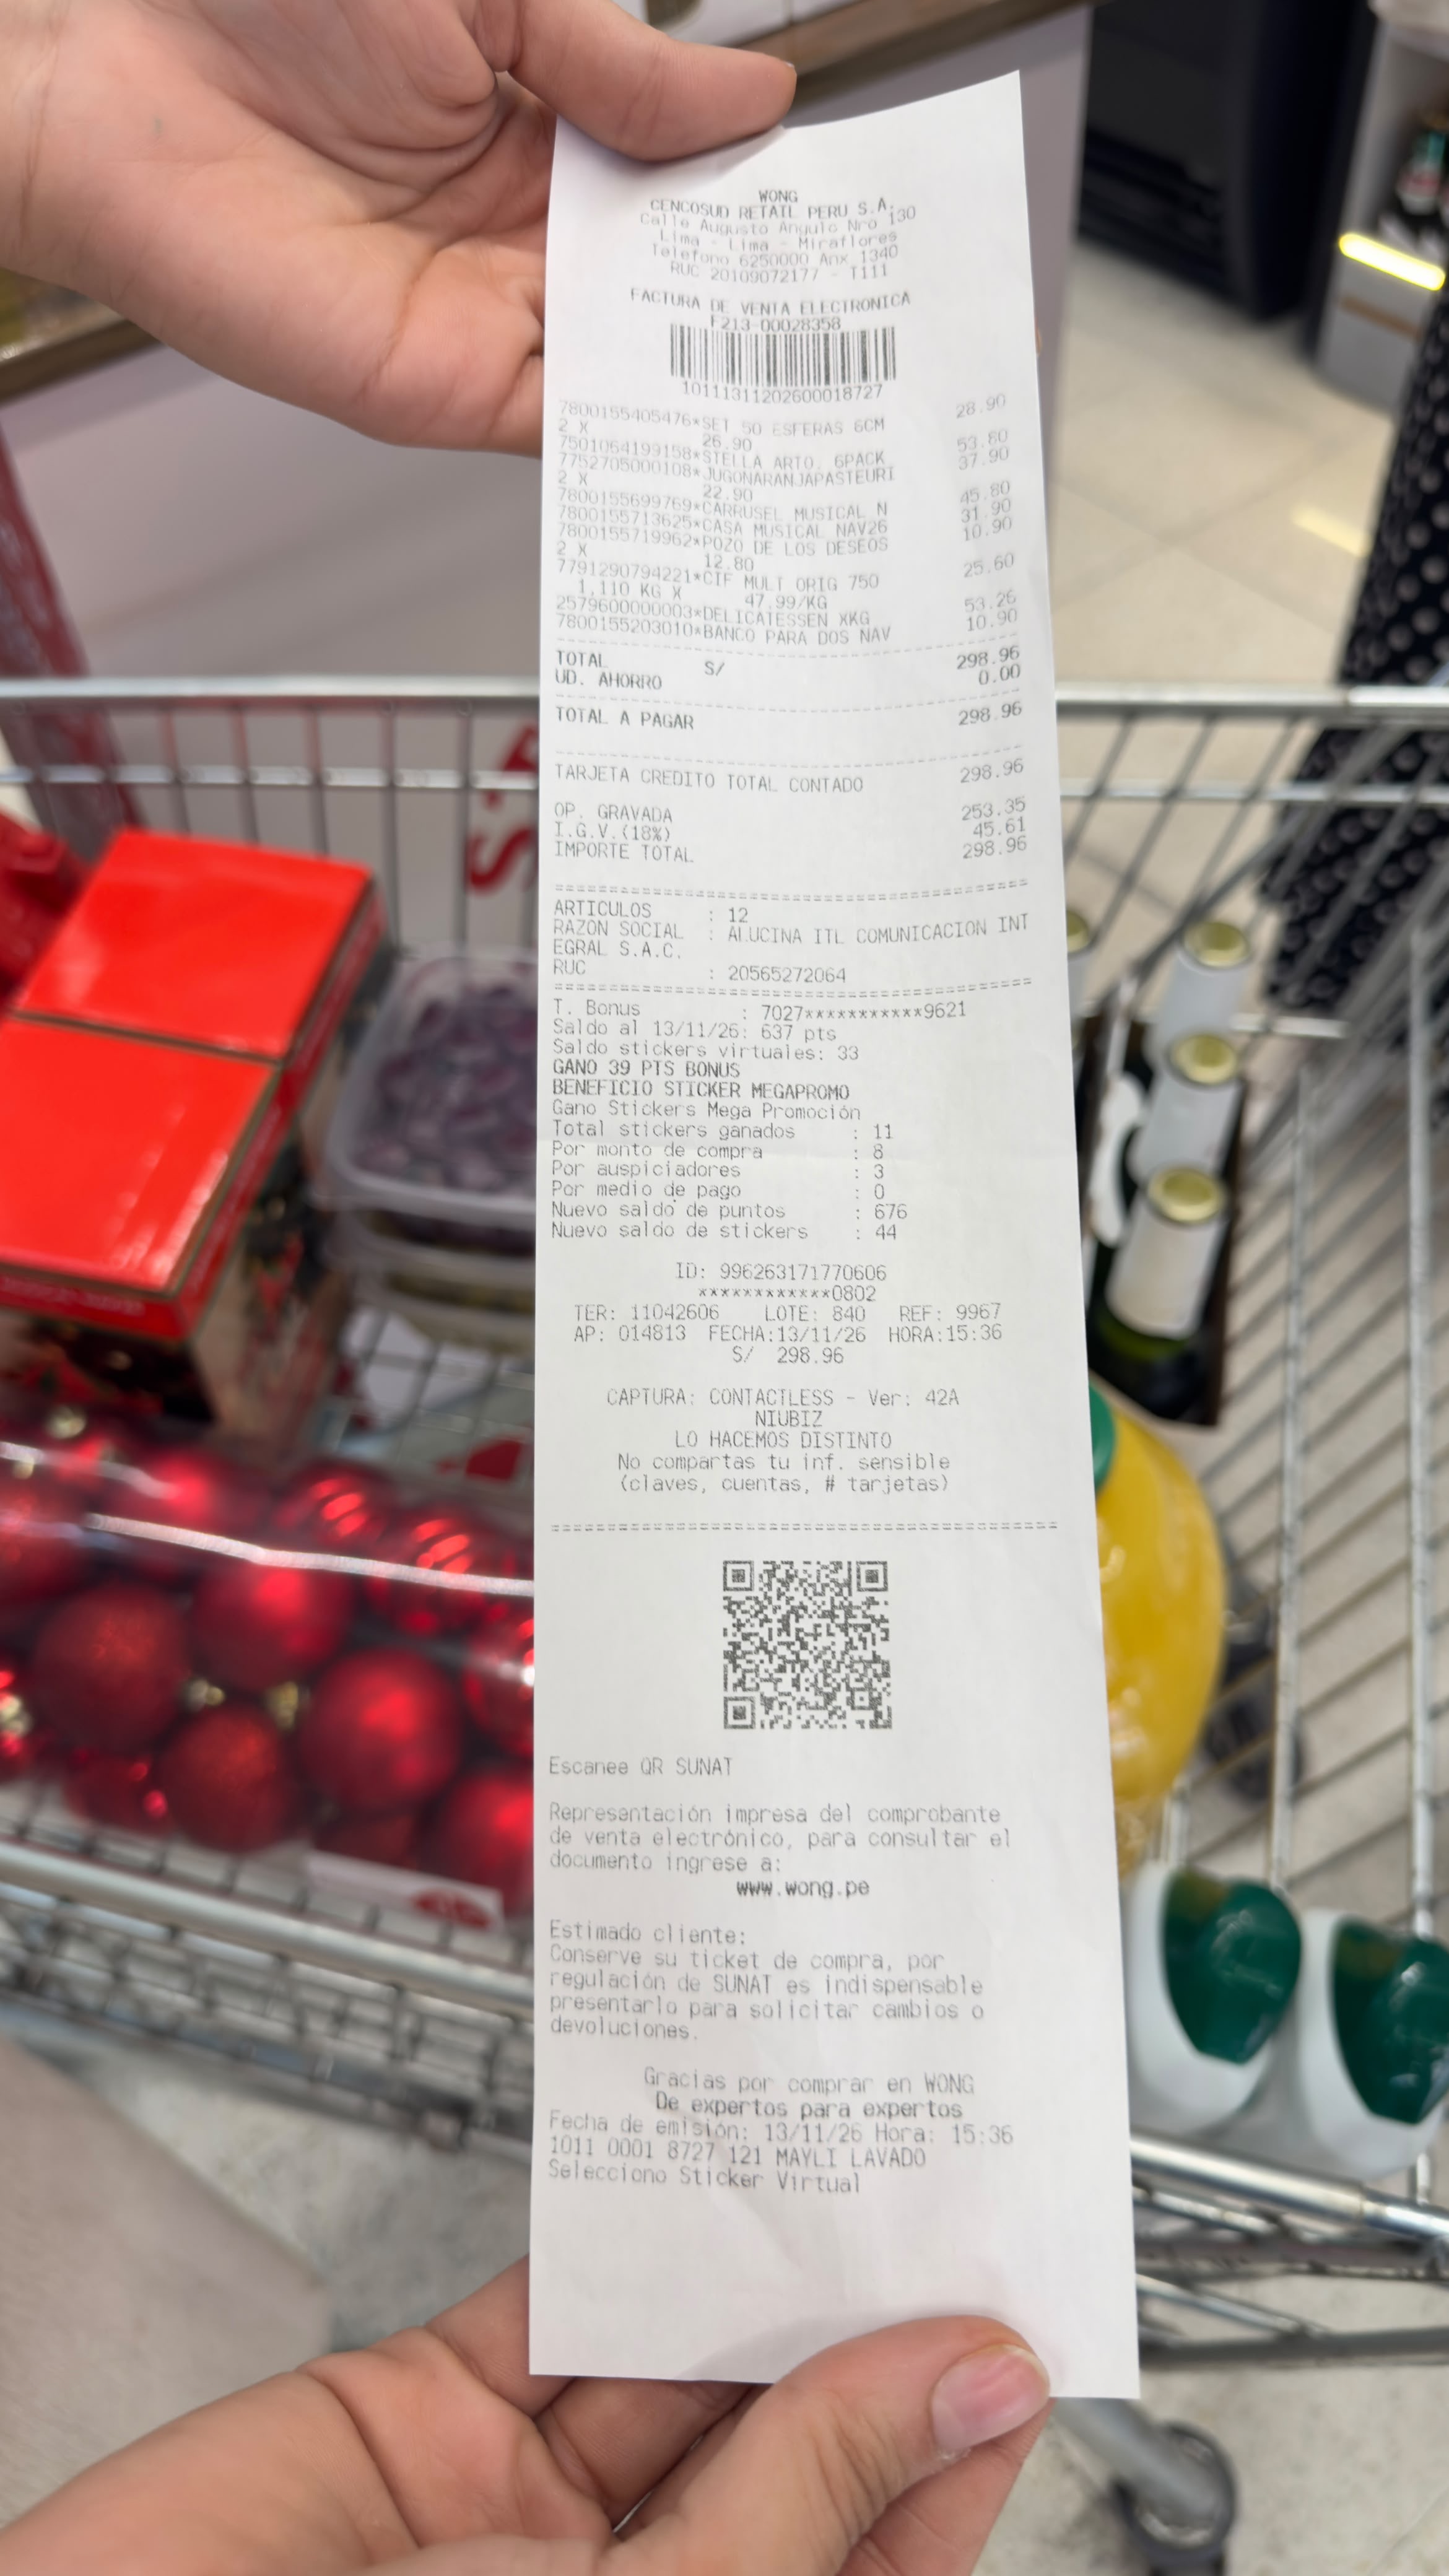 WONG
CENCOSUD RETAIL PERU S.A.
Calle Augusto Angulo Nro 130
Lima - Lima - Miraflores
Telefono 6250000 Anx 1340
RUC 20109072177 - T111
FACTURA DE VENTA ELECTRONICA
F213-00028358
10111311202600018727
7800155405476*SET 50 ESFERAS 6CM 28.90
2 X 26.90
7501064199158*STELLA ARTO. 6PACK 53.80
7752705000108*JUGONARANJAPASTEURI 37.90
2 X 22.90
7800155699769*CARRUSEL MUSICAL N 45.80
7800155713625*CASA MUSICAL NAV26 31.90
7800155719962*POZO DE LOS DESEOS 10.90
2 X 12.80
7791290794221*CIF MULT ORIG 750 25.60
1,110 KG X 47.99/KG
2579600000003*DELICATESSEN XKG 53.26
7800155203010*BANCO PARA DOS NAV 10.90
TOTAL S/ 298.96
UD. AHORRO 0.00
TOTAL A PAGAR 298.96
TARJETA CREDITO TOTAL CONTADO 298.96
OP. GRAVADA 253.35
I.G.V.(18%) 45.61
IMPORTE TOTAL 298.96
ARTICULOS : 12
RAZON SOCIAL : ALUCINA ITL COMUNICACION INT
EGRAL S.A.C.
RUC : 20565272064
T. Bonus : 7027***********9621
Saldo al 13/11/26: 637 pts
Saldo stickers virtuales: 33
GANO 39 PTS BONUS
BENEFICIO STICKER MEGAPROMO
Gano Stickers Mega Promoción
Total stickers ganados : 11
Por monto de compra : 8
Por auspiciadores : 3
Por medio de pago : 0
Nuevo saldo de puntos : 676
Nuevo saldo de stickers : 44
ID: 996263171770606
************0802
TER: 11042606 LOTE: 840 REF: 9967
AP: 014813 FECHA:13/11/26 HORA:15:36
S/ 298.96
CAPTURA: CONTACTLESS - Ver: 42A
NIUBIZ
LO HACEMOS DISTINTO
No compartas tu inf. sensible
(claves, cuentas, # tarjetas)
Escanee QR SUNAT
Representación impresa del comprobante
de venta electrónico, para consultar el
documento ingrese a:
www.wong.pe
Estimado cliente:
Conserve su ticket de compra, por
regulación de SUNAT es indispensable
presentarlo para solicitar cambios o
devoluciones.
Gracias por comprar en WONG
De expertos para expertos
Fecha de emisión: 13/11/26 Hora: 15:36
1011 0001 8727 121 MAYLI LAVADO
Selecciono Sticker Virtual